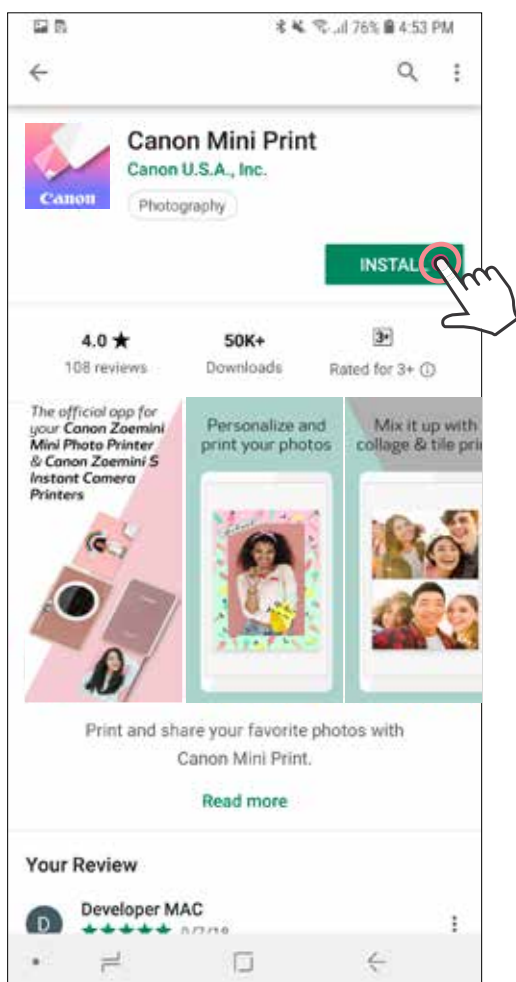 76% 4:53 PM
Canon Mini Print
Canon U.S.A., Inc.
Canon
Photography
INSTALL
4.0 ★
108 reviews
50K+
Downloads
3+
Rated for 3+
The official app for
your Canon Zoemini
Mini Photo Printer
& Canon Zoemini S
Instant Camera
Printers
Personalize and
print your photos
Mix it up with
collage & tile
Print and share your favorite photos with
Canon Mini Print.
Read more
Your Review
D
Developer MAC
★★★★★